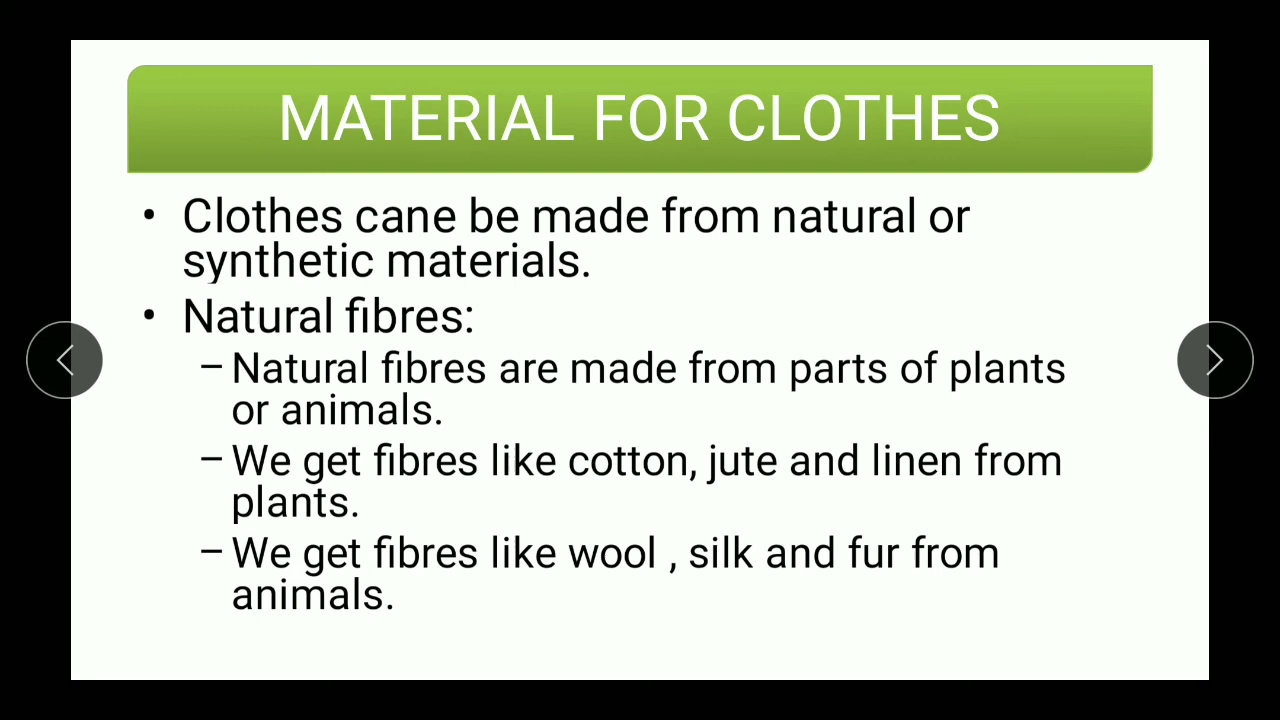 MATERIAL FOR CLOTHES
• Clothes cane be made from natural or
synthetic materials.
• Natural fibres:
– Natural fibres are made from parts of plants
or animals.
– We get fibres like cotton, jute and linen from
plants.
– We get fibres like wool , silk and fur from
animals.